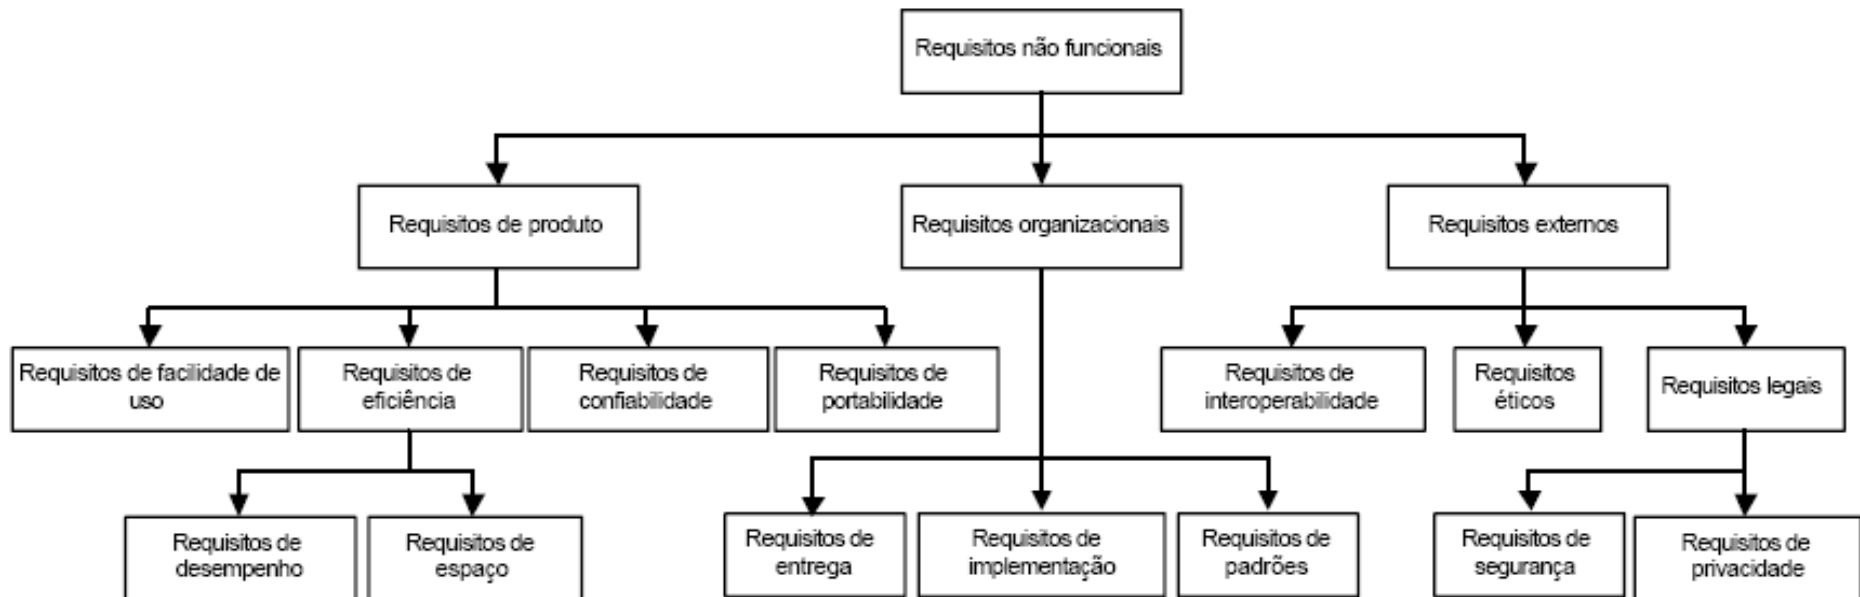 Requisitos não funcionais
Requisitos de produto
Requisitos organizacionais
Requisitos externos
Requisitos de facilidade de
uso
Requisitos de
eficiência
Requisitos de
confiabilidade
Requisitos de
portabilidade
Requisitos de
interoperabilidade
Requisitos
éticos
Requisitos legais
Requisitos de
desempenho
Requisitos de
espaço
Requisitos de
entrega
Requisitos de
implementação
Requisitos de
padrões
Requisitos de
segurança
Requisitos de
privacidade